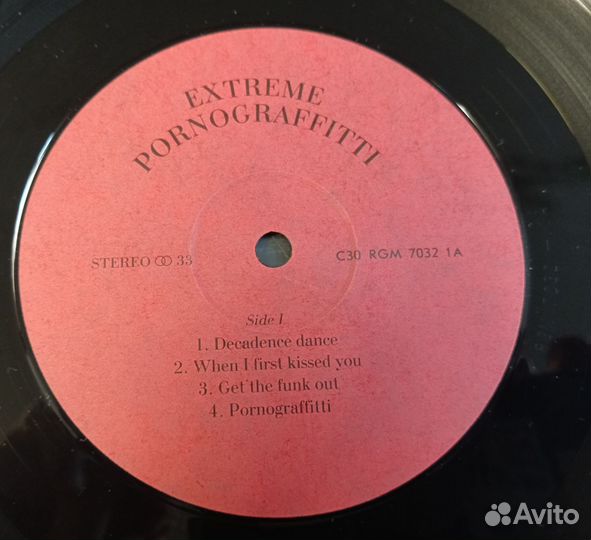 EXTREME
PORNOGRAFFITTI
STEREO 33
C30 RGM 7032 1A
Side I
1. Decadence dance
2. When I first kissed you
3. Get the funk out
4. Pornograffitti
Avito